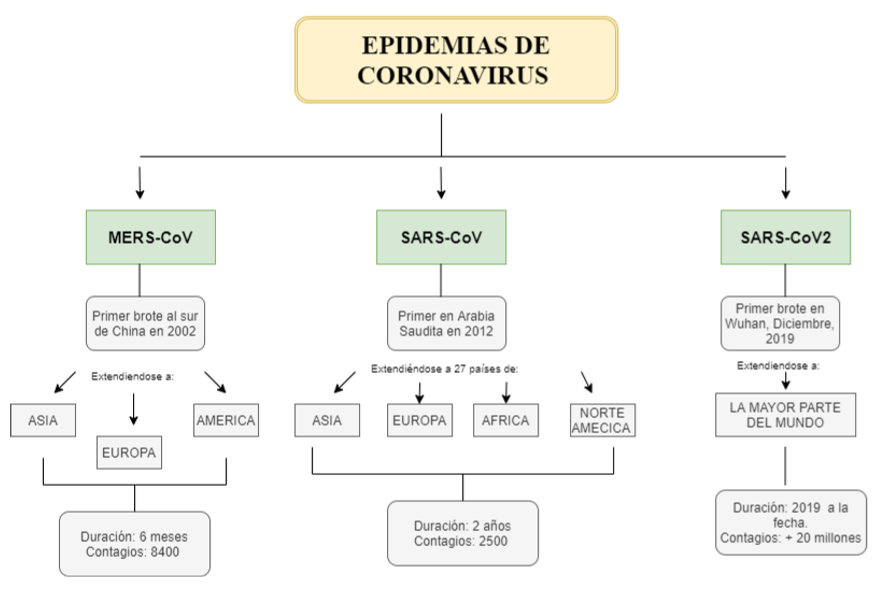 EPIDEMIAS DE
CORONAVIRUS
MERS-CoV
Primer brote al sur
de China en 2002
Extendiendose a:
ASIA
EUROPA
AMERICA
Duración: 6 meses
Contagios: 8400
SARS-CoV
Primer en Arabia
Saudita en 2012
Extendiéndose a 27 países de:
ASIA
EUROPA
AFRICA
NORTE
AMECICA
Duración: 2 años
Contagios: 2500
SARS-CoV2
Primer brote en
Wuhan, Diciembre,
2019
Extendiendose a:
LA MAYOR PARTE
DEL MUNDO
Duración: 2019 a la
fecha.
Contagios: + 20 millones